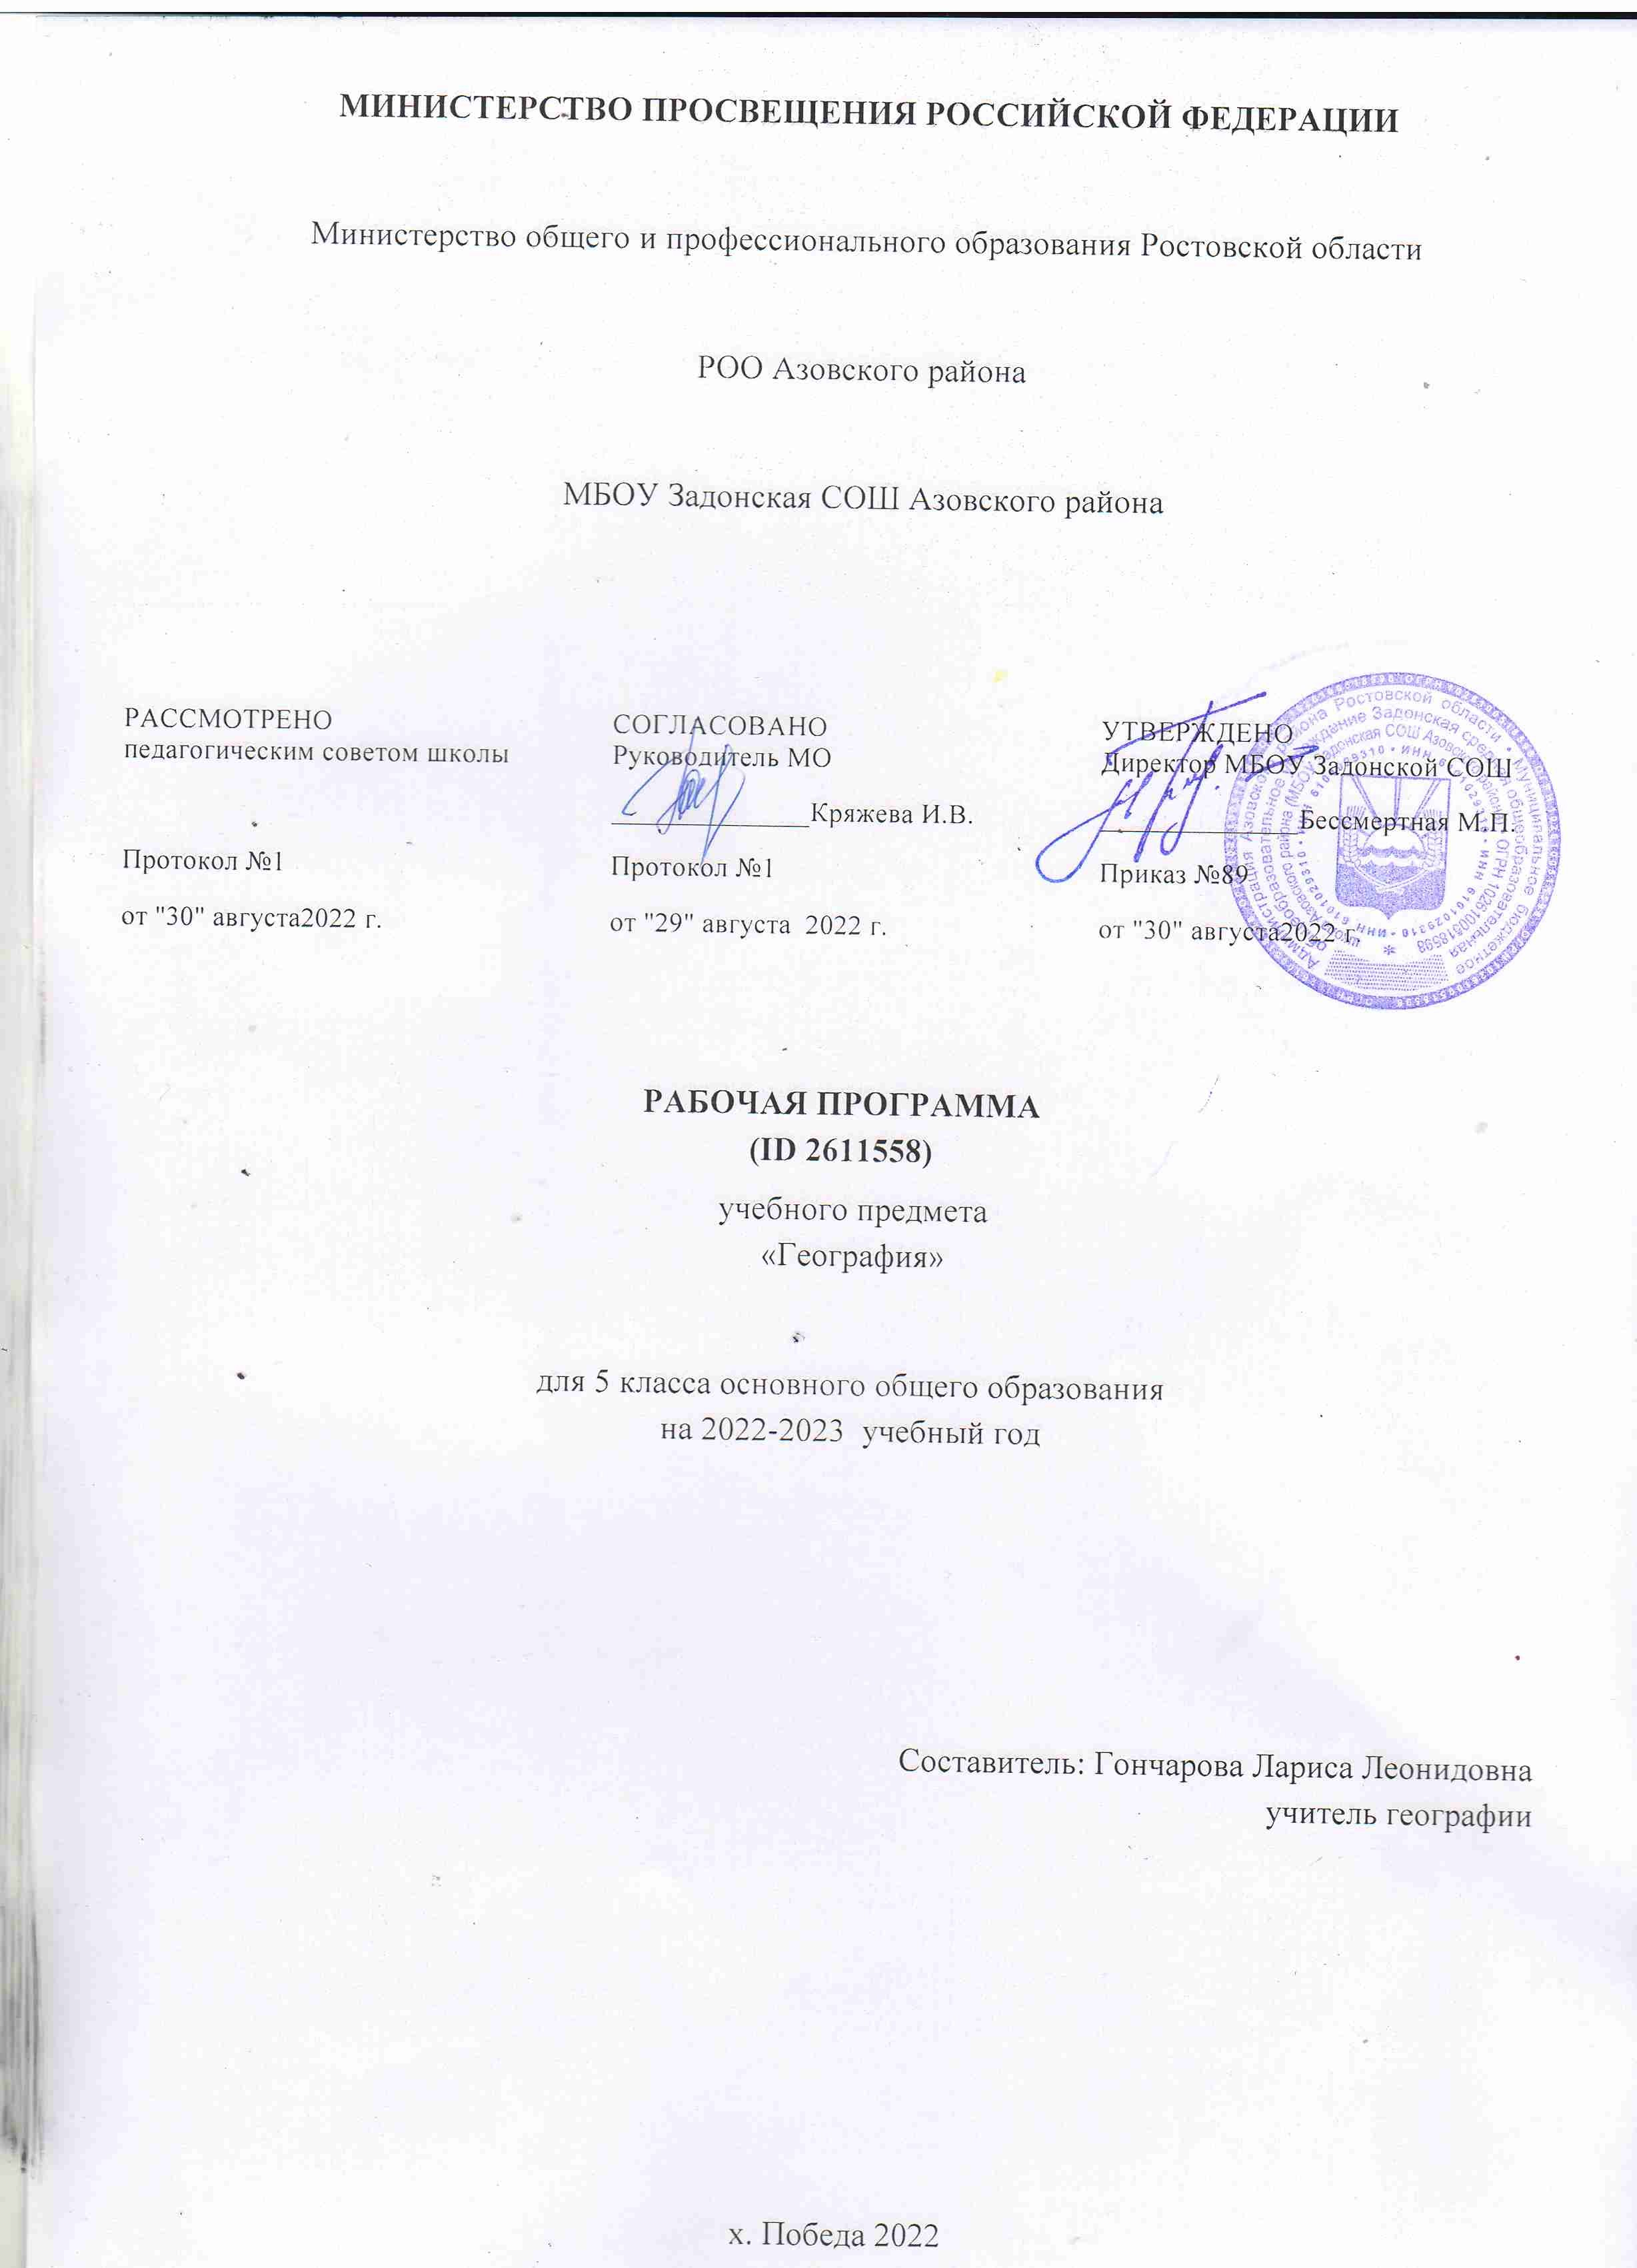 МИНИСТЕРСТВО ПРОСВЕЩЕНИЯ РОССИЙСКОЙ ФЕДЕРАЦИИ
Министерство общего и профессионального образования Ростовской области
РОО Азовского района
МБОУ Задонская СОШ Азовского района
РАССМОТРЕНО
педагогическим советом школы
Протокол №1
от "30" августа2022 г.
СОГЛАСОВАНО
Руководитель МО
Кряжева И.В.
Протокол №1
от "29" августа  2022 г.
УТВЕРЖДЕНО
Директор МБОУ Задонской СОШ
Бессмертная М.П.
Приказ №89
от "30" августа2022 г.
РАБОЧАЯ ПРОГРАММА
(ID 2611558)
учебного предмета
«География»
для 5 класса основного общего образования
на 2022-2023  учебный год
Составитель: Гончарова Лариса Леонидовна
учитель географии
х. Победа 2022